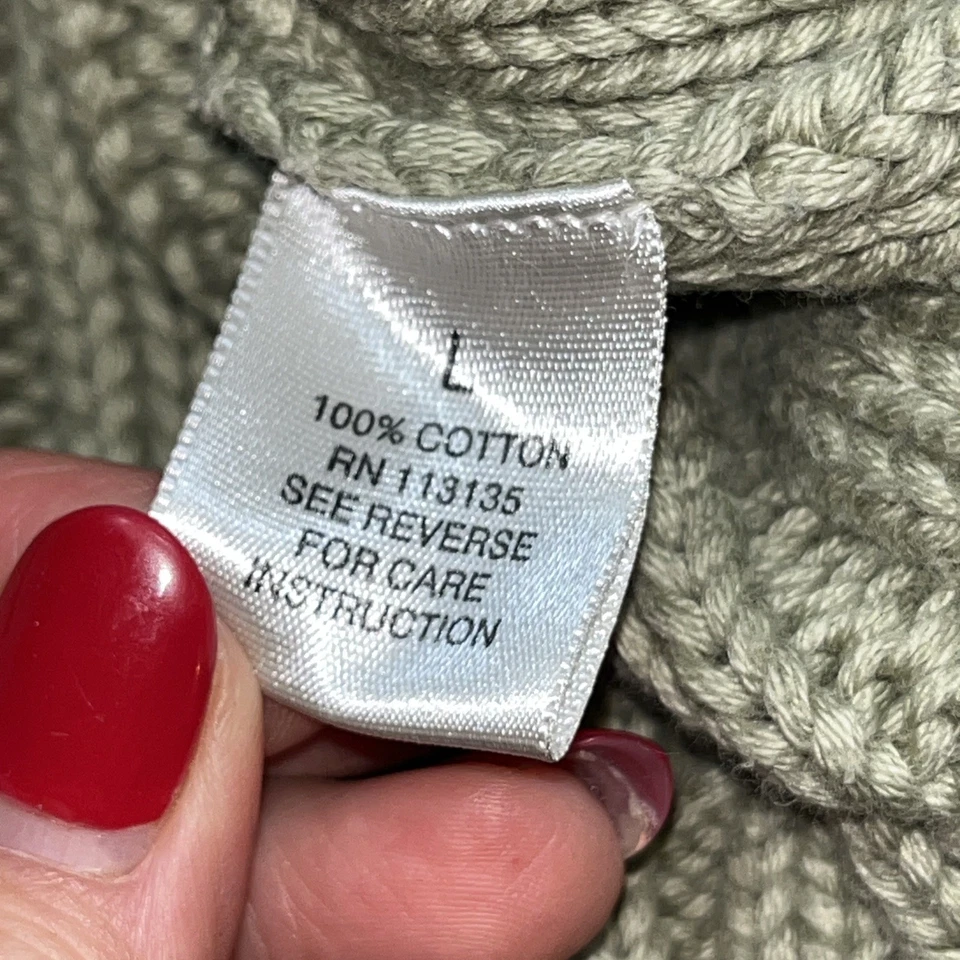 L
100% COTTON
RN 113135
SEE REVERSE
FOR CARE
INSTRUCTION